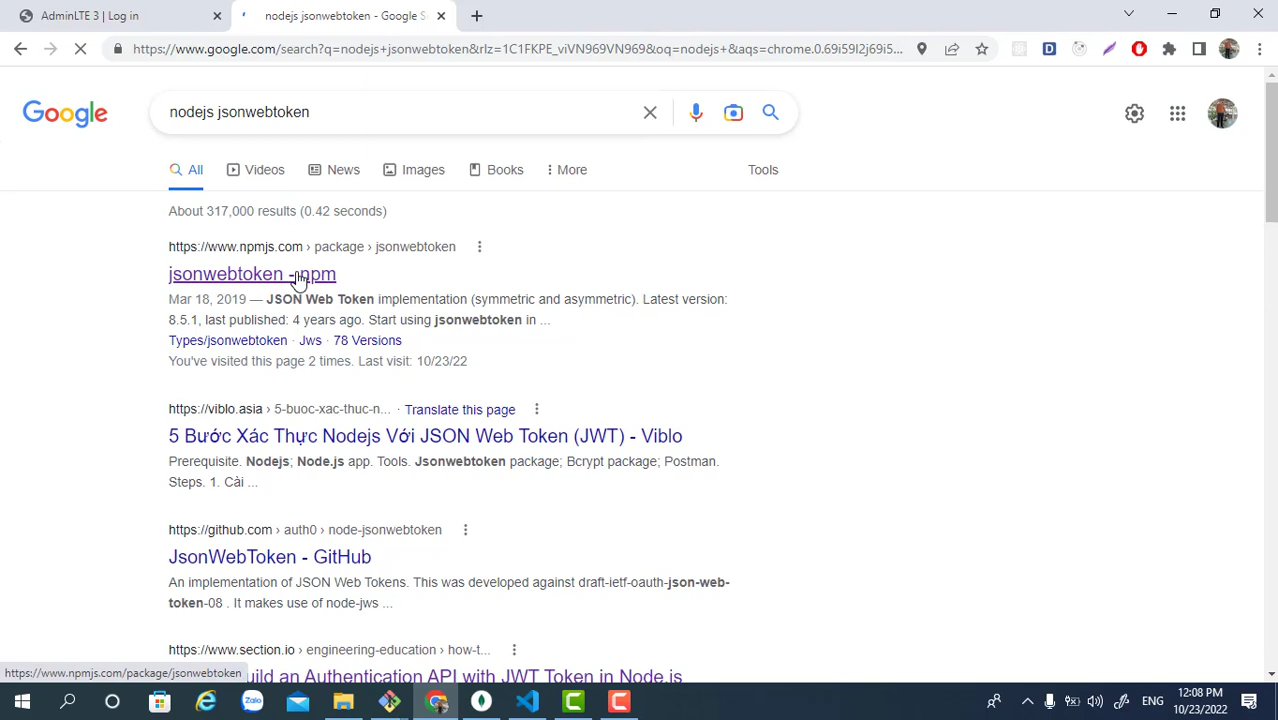 AdminLTE 3 | Log in
nodejs jsonwebtoken - Google S
https://www.google.com/search?q=nodejs+jsonwebtoken&rlz=1C1FKPE_viVN969VN969&oq=nodejs+&aqs=chrome.0.69i59l2j69i5...
Google
nodejs jsonwebtoken
All
Videos
News
Images
Books
More
Tools
About 317,000 results (0.42 seconds)
https://www.npmjs.com › package › jsonwebtoken
jsonwebtoken - npm
Mar 18, 2019 — JSON Web Token implementation (symmetric and asymmetric). Latest version:
8.5.1, last published: 4 years ago. Start using jsonwebtoken in ...
Types/jsonwebtoken · Jws · 78 Versions
You've visited this page 2 times. Last visit: 10/23/22
https://viblo.asia › 5-buoc-xac-thuc-n... · Translate this page
5 Bước Xác Thực Nodejs Với JSON Web Token (JWT) - Viblo
Prerequisite. Nodejs; Node.js app. Tools. Jsonwebtoken package; Bcrypt package; Postman.
Steps. 1. Cài ...
https://github.com › auth0 › node-jsonwebtoken
JsonWebToken - GitHub
An implementation of JSON Web Tokens. This was developed against draft-ietf-oauth-json-web-
token-08 . It makes use of node-jws ...
https://www.section.io › engineering-education › how-t...
uild an Authentication API with JWT Token in Node.js
https://www.npmjs.com/package/jsonwebtoken
Zalo
ENG
12:08 PM
10/23/2022